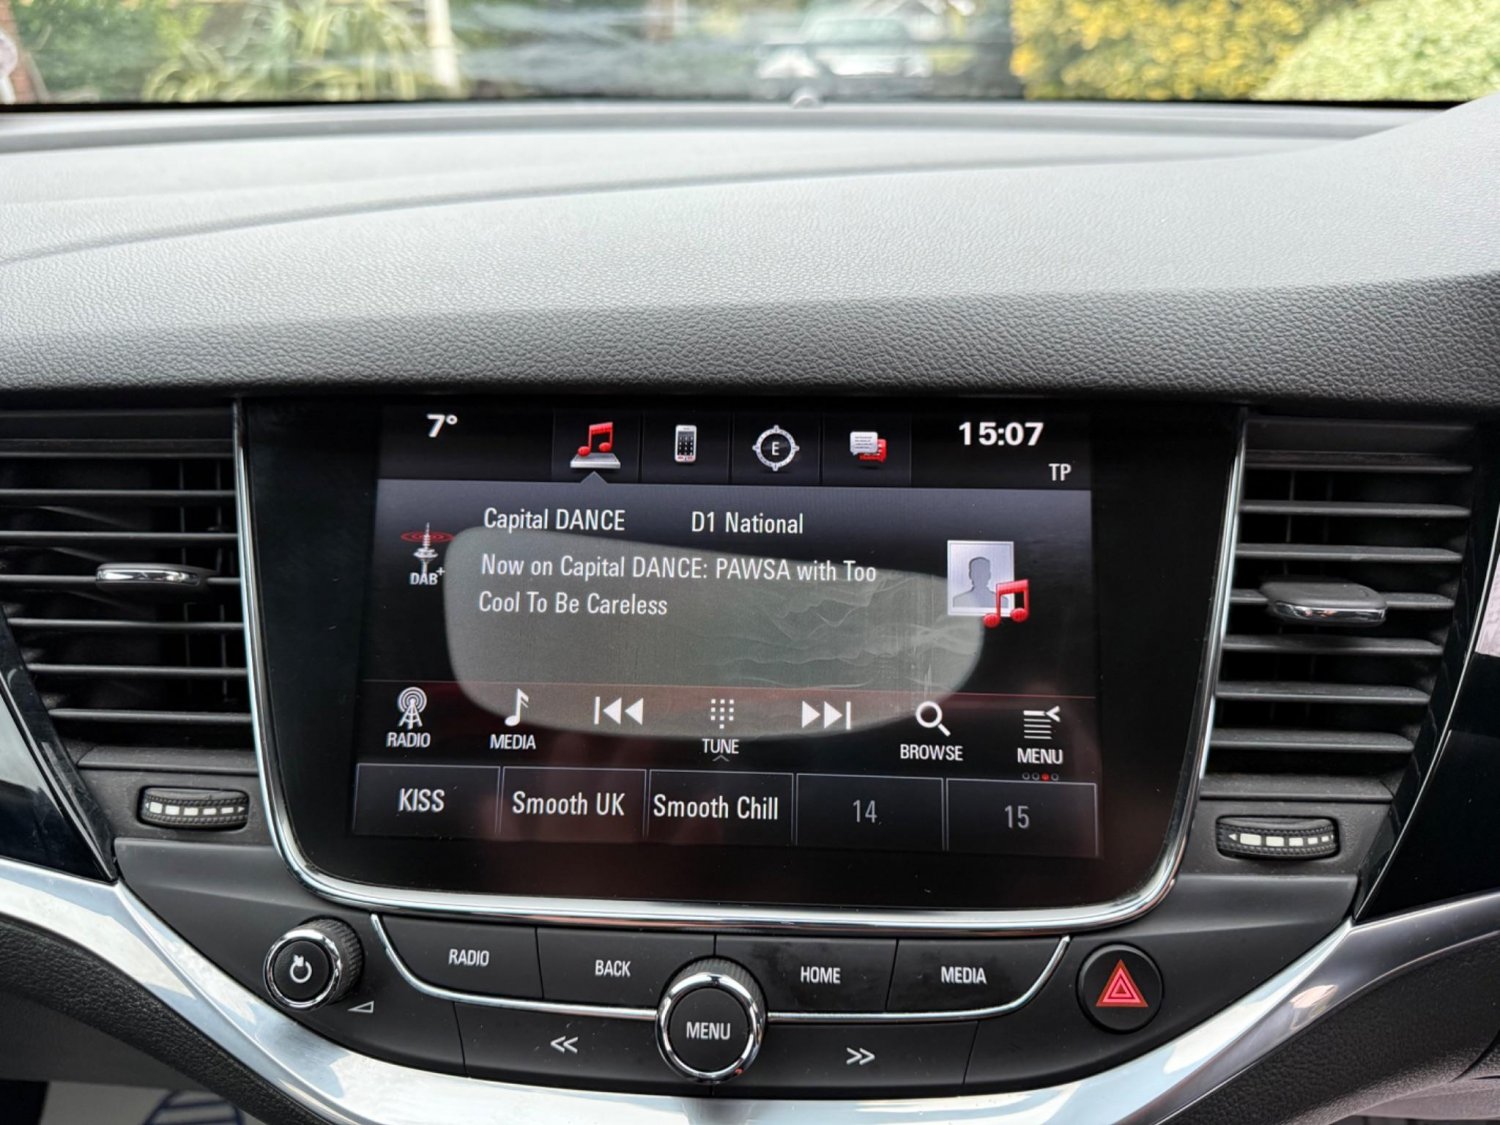 7°
E
15:07
TP
Capital DANCE D1 National
DAB+
Now on Capital DANCE: PAWSA with Too
Cool To Be Careless
RADIO MEDIA TUNE BROWSE MENU
KISS Smooth UK Smooth Chill 14 15
RADIO BACK HOME MEDIA
MENU